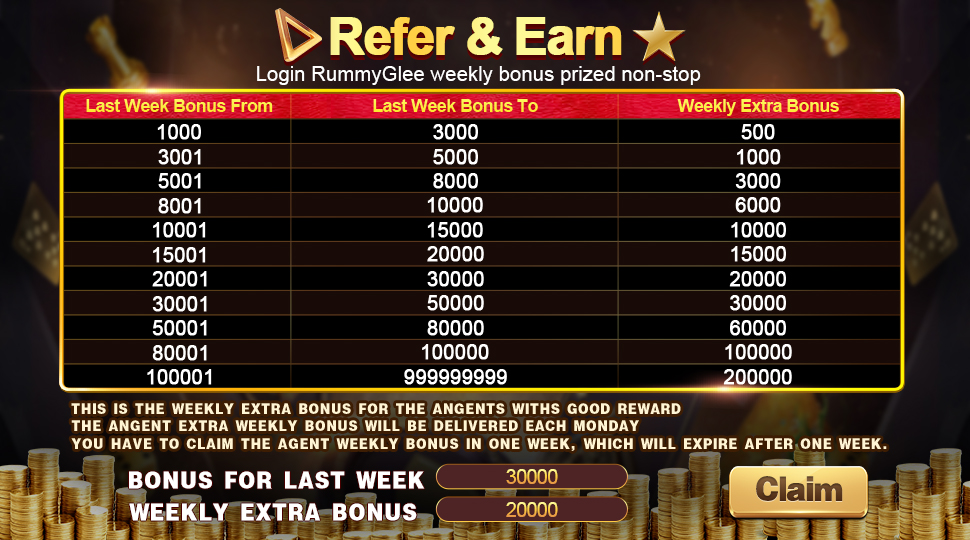 Refer & Earn
Login RummyGlee weekly bonus prized non-stop
Last Week Bonus From Last Week Bonus To Weekly Extra Bonus
1000 3000 500
3001 5000 1000
5001 8000 3000
8001 10000 6000
10001 15000 10000
15001 20000 15000
20001 30000 20000
30001 50000 30000
50001 80000 60000
80001 100000 100000
100001 999999999 200000
THIS IS THE WEEKLY EXTRA BONUS FOR THE ANGENTS WITHS GOOD REWARD
THE ANGENT EXTRA WEEKLY BONUS WILL BE DELIVERED EACH MONDAY
YOU HAVE TO CLAIM THE AGENT WEEKLY BONUS IN ONE WEEK, WHICH WILL EXPIRE AFTER ONE WEEK.
BONUS FOR LAST WEEK 30000
WEEKLY EXTRA BONUS 20000
Claim